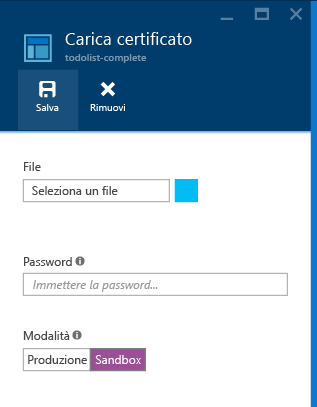 Carica certificato
todolist-complete
Salva
Rimuovi
File
Seleziona un file
Password
Immettere la password...
Modalità
Produzione Sandbox